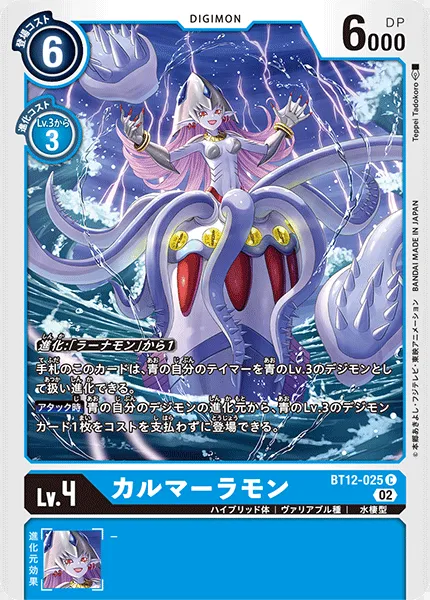 DIGIMON
登場コスト
6
6000
DP
進化コスト
Lv.3から
3
Teppei Tadokoro
©本郷あきよし・フジテレビ・東映アニメーション BANDAI MADE IN JAPAN
進化:「ラーナモン」から1
手札のこのカードは、青の自分のテイマーを青のLv.3のデジモンとし
て扱い進化できる。
アタック時 青の自分のデジモンの進化元から、青のLv.3のデジモン
カード1枚をコストを支払わずに登場できる。
Lv.4
カルマーラモン
BT12-025 C
02
ハイブリッド体 | ヴァリアブル種 | 水棲型
進化元効果
－